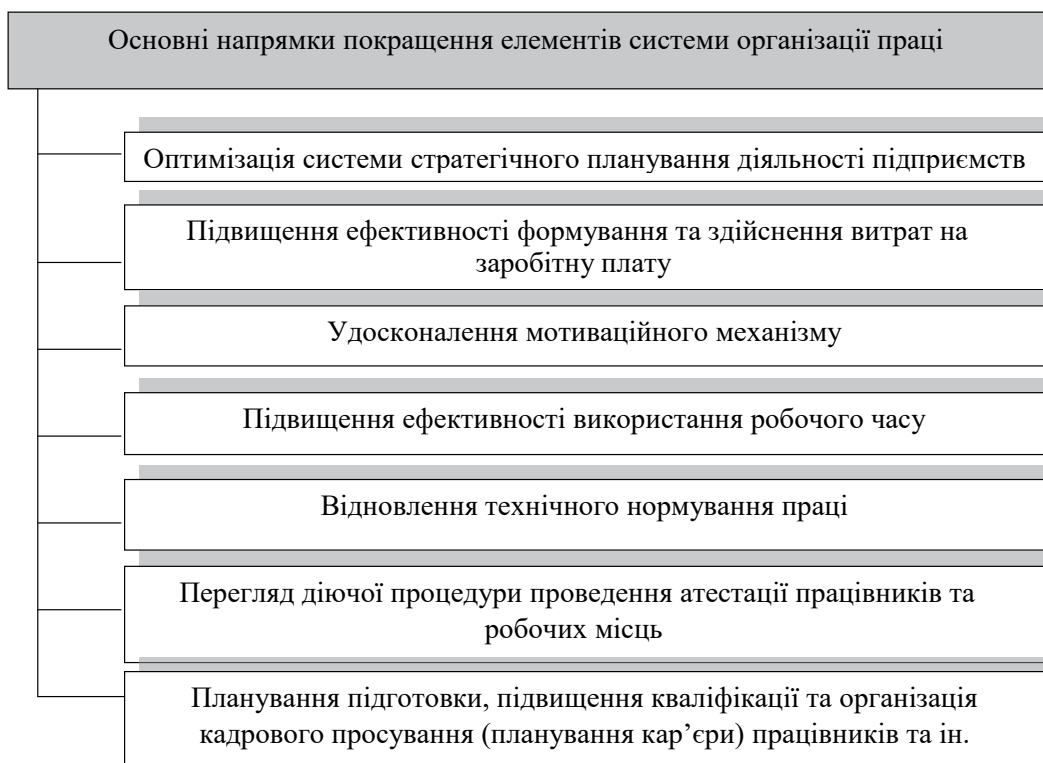 Основні напрямки покращення елементів системи організації праці
Оптимізація системи стратегічного планування діяльності підприємств
Підвищення ефективності формування та здійснення витрат на
заробітну плату
Удосконалення мотиваційного механізму
Підвищення ефективності використання робочого часу
Відновлення технічного нормування праці
Перегляд діючої процедури проведення атестації працівників та
робочих місць
Планування підготовки, підвищення кваліфікації та організація
кадрового просування (планування кар’єри) працівників та ін.